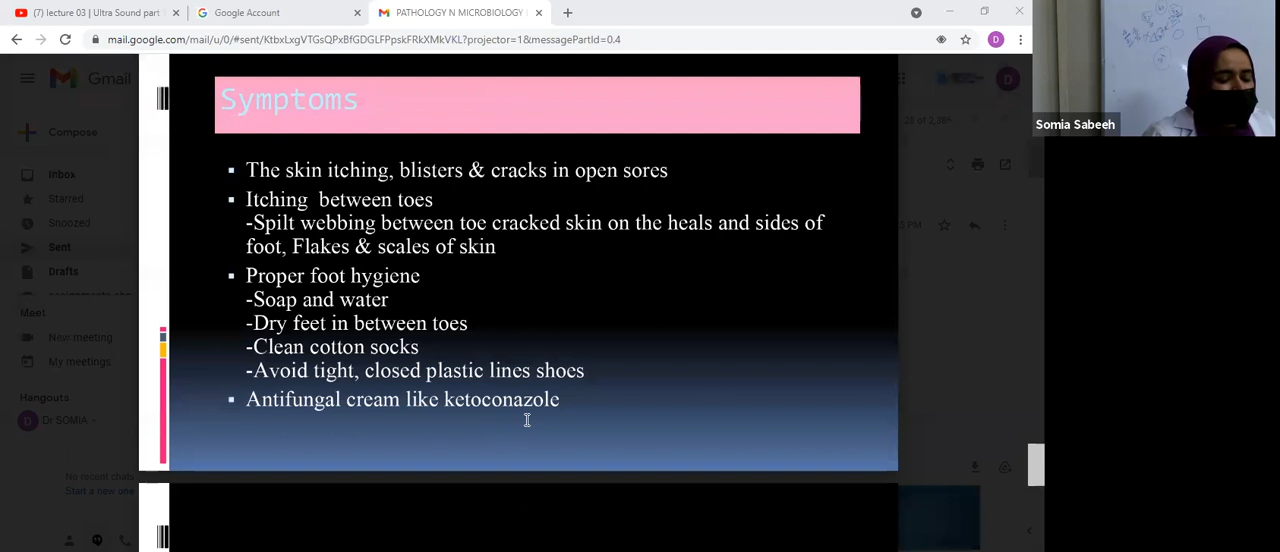 (7) lecture 03 | Ultra Sound part
Google Account
PATHOLOGY N MICROBIOLOGY
mail.google.com/mail/u/0/#sent/KtbxLxgVTGsQPxBfGDGLFPpskFRkXMkVKL?projector=1&messagePartId=0.4
D
Gmail
Compose
Inbox
Starred
Snoozed
Sent
Drafts
Meet
New meeting
My meetings
Hangouts
Dr SOMIA
No recent chats
Start a new one
Symptoms
▪ The skin itching, blisters & cracks in open sores
▪ Itching between toes
-Spilt webbing between toe cracked skin on the heals and sides of
foot, Flakes & scales of skin
▪ Proper foot hygiene
-Soap and water
-Dry feet in between toes
-Clean cotton socks
-Avoid tight, closed plastic lines shoes
▪ Antifungal cream like ketoconazole
D
Somia Sabeeh